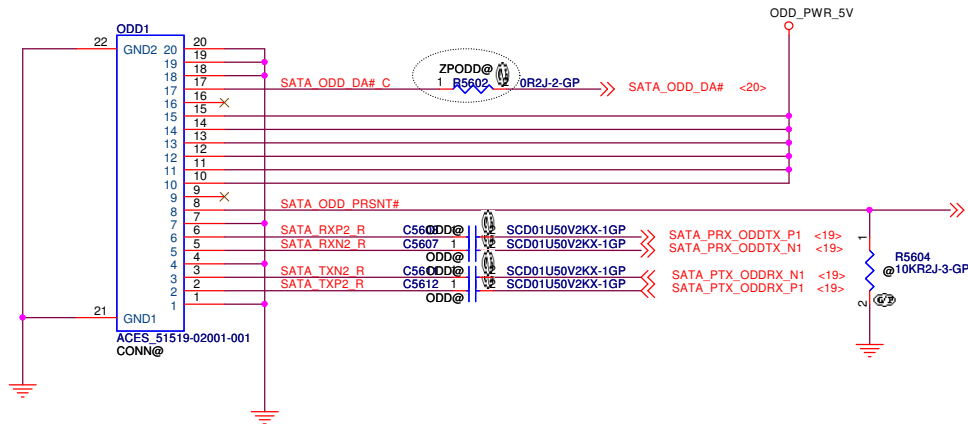 ODD_PWR_5V
ODD1
22 GND2 20 20
19 19
18 18
17 17 SATA_ODD_DA#_C ZPODD@ 1 R5602 2 0R2J-2-GP SATA_ODD_DA# <20>
16 16
15 15
14 14
13 13
12 12
11 11
10 10
9 9
8 8 SATA_ODD_PRSNT#
7 7
6 6 SATA_RXP2_R ODD@ SCD01U50V2KX-1GP SATA_PRX_ODDTX_P1 <19>
5 5 SATA_RXN2_R C5607 1 SCD01U50V2KX-1GP SATA_PRX_ODDTX_N1 <19>
ODD@
4 4
3 3 SATA_TXN2_R SCD01U50V2KX-1GP SATA_PTX_ODDRX_N1 <19>
2 2 SATA_TXP2_R C5612 1 SCD01U50V2KX-1GP SATA_PTX_ODDRX_P1 <19>
ODD@
1 1
21 GND1
ACES_51519-02001-001
CONN@
1
R5604
@10KR2J-3-GP
2